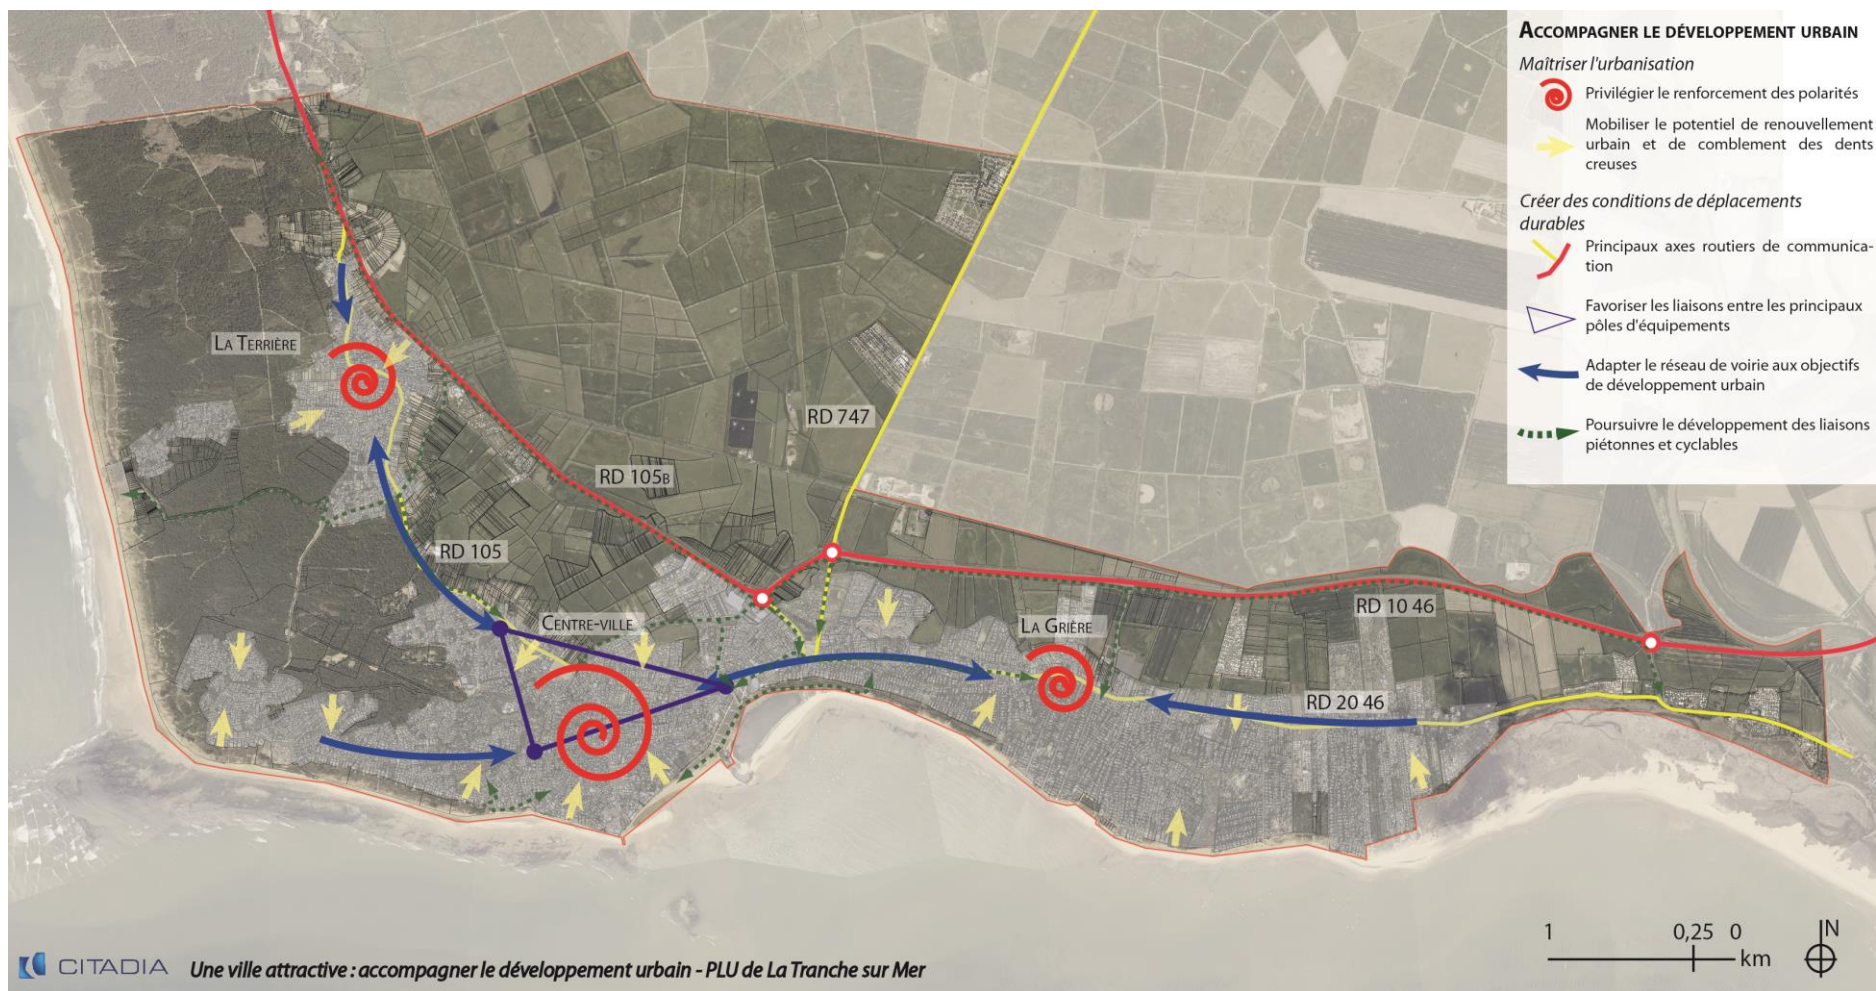 ACCOMPAGNER LE DÉVELOPPEMENT URBAIN
Maîtriser l'urbanisation
Privilégier le renforcement des polarités
Mobiliser le potentiel de renouvellement
urbain et de comblement des dents
creuses
Créer des conditions de déplacements
durables
Principaux axes routiers de communica-
tion
Favoriser les liaisons entre les principaux
pôles d'équipements
Adapter le réseau de voirie aux objectifs
de développement urbain
Poursuivre le développement des liaisons
piétonnes et cyclables
LA TERRIÈRE
RD 747
RD 105B
RD 105
CENTRE-VILLE
LA GRIÈRE
RD 10 46
RD 20 46
1 0,25 0
km
N
CITADIA
Une ville attractive : accompagner le développement urbain - PLU de La Tranche sur Mer